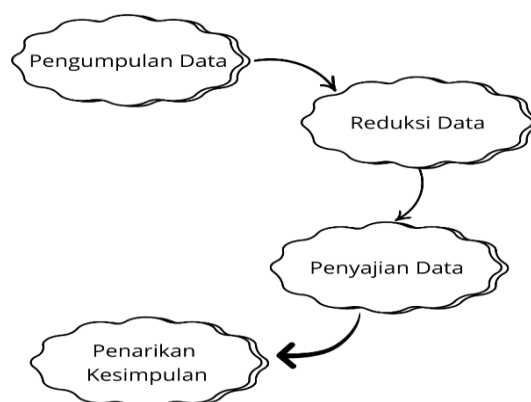 Pengumpulan Data
Reduksi Data
Penyajian Data
Penarikan
Kesimpulan